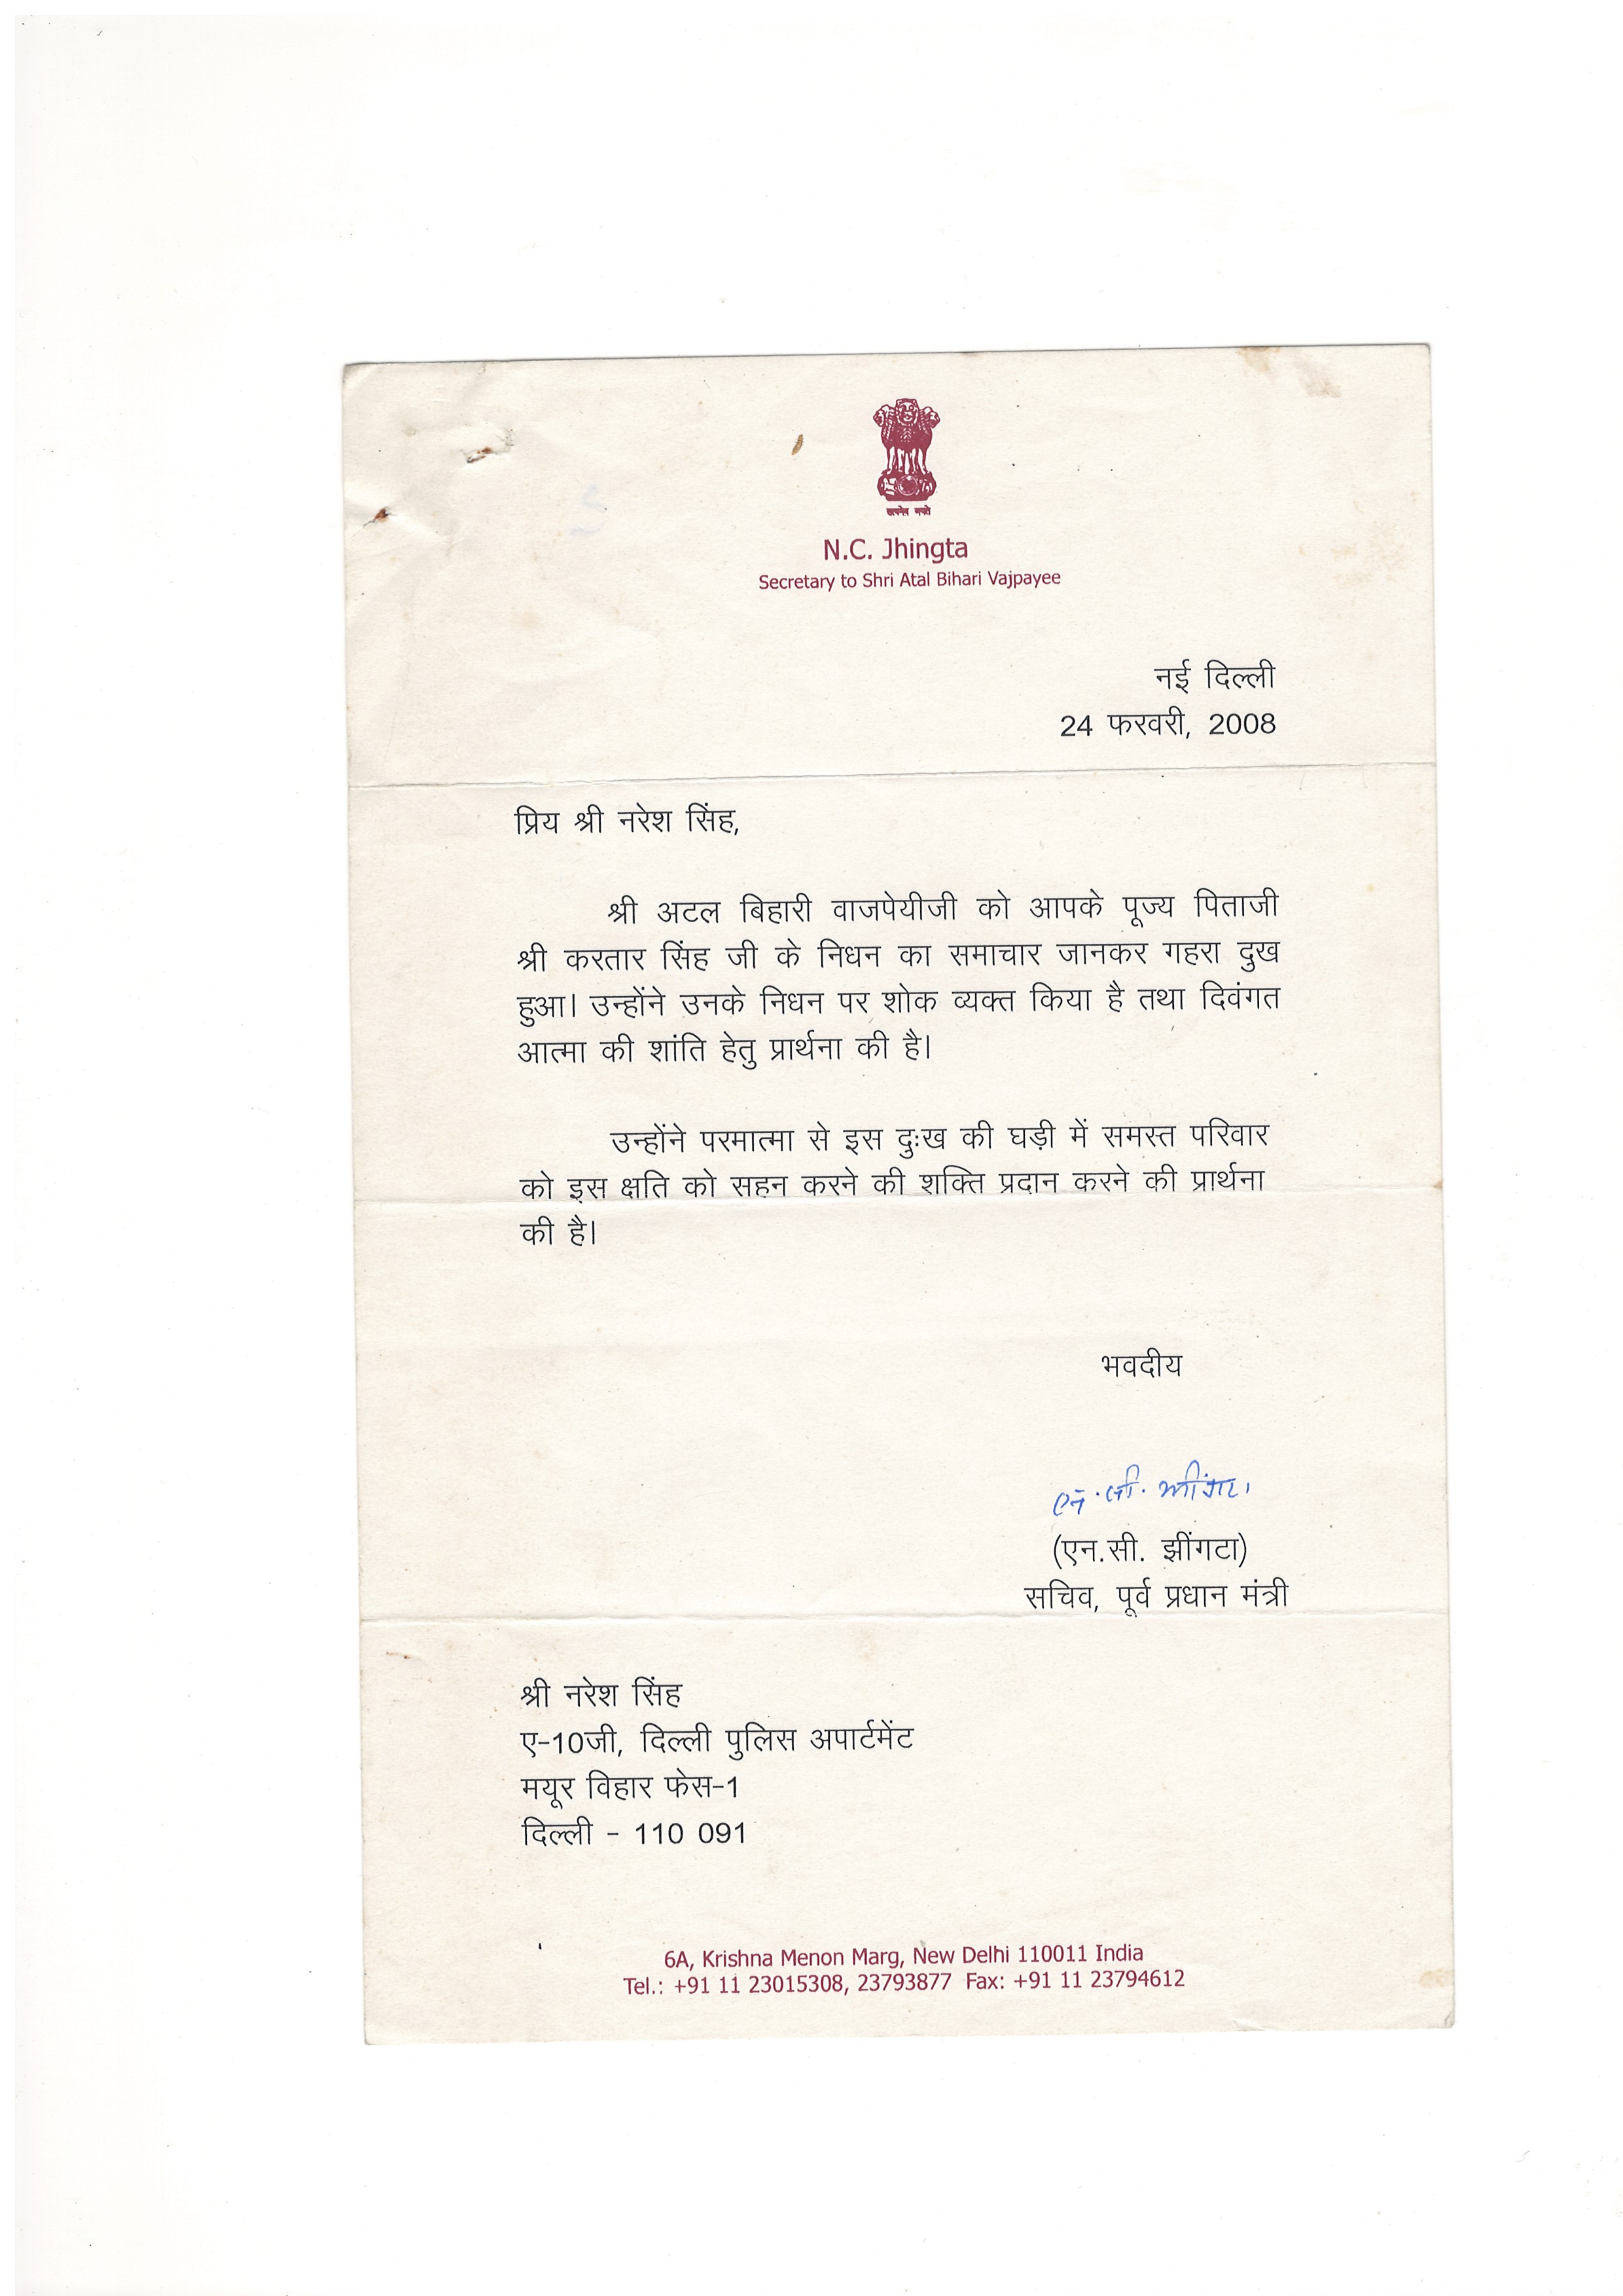 सत्यमेव जयते
N.C. Jhingta
Secretary to Shri Atal Bihari Vajpayee
नई दिल्ली
24 फरवरी, 2008
प्रिय श्री नरेश सिंह,
श्री अटल बिहारी वाजपेयीजी को आपके पूज्य पिताजी
श्री करतार सिंह जी के निधन का समाचार जानकर गहरा दुख
हुआ। उन्होंने उनके निधन पर शोक व्यक्त किया है तथा दिवंगत
आत्मा की शांति हेतु प्रार्थना की है।
उन्होंने परमात्मा से इस दुःख की घड़ी में समस्त परिवार
को इस क्षति को सहन करने की शक्ति प्रदान करने की प्रार्थना
की है।
भवदीय
एन.सी. झींगटा
(एन.सी. झींगटा)
सचिव, पूर्व प्रधान मंत्री
श्री नरेश सिंह
ए-10जी, दिल्ली पुलिस अपार्टमेंट
मयूर विहार फेस-1
दिल्ली - 110 091
6A, Krishna Menon Marg, New Delhi 110011 India
Tel.: +91 11 23015308, 23793877 Fax: +91 11 23794612